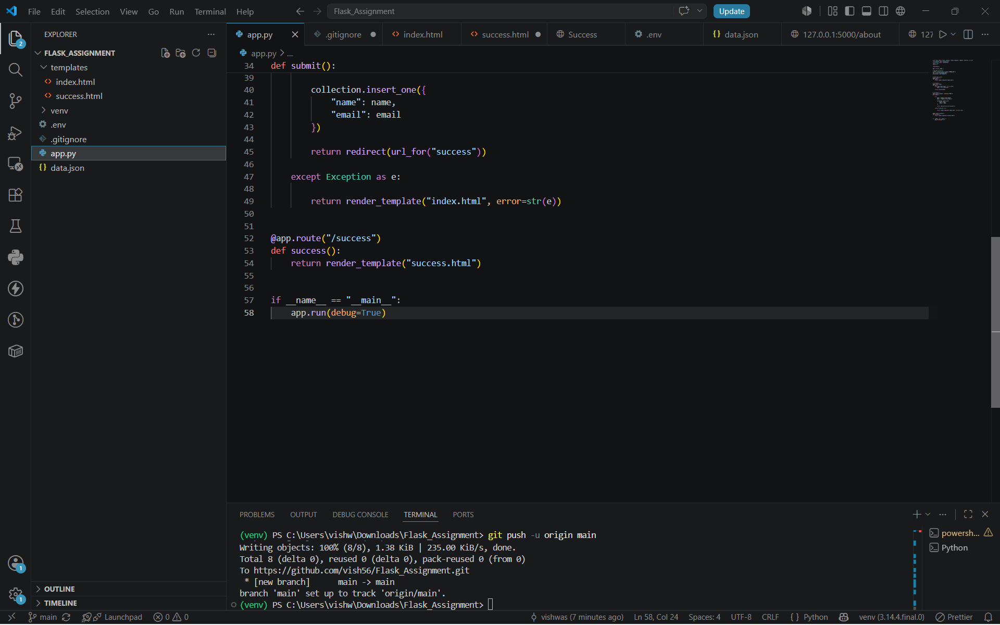 File Edit Selection View Go Run Terminal Help
Flask_Assignment
Update
EXPLORER
FLASK_ASSIGNMENT
templates
index.html
success.html
venv
.env
.gitignore
app.py
data.json
OUTLINE
TIMELINE
app.py .gitignore index.html success.html Success .env data.json 127.0.0.1:5000/about 127
app.py > ...
34 def submit():
39
40 collection.insert_one({
41 "name": name,
42 "email": email
43 })
44
45 return redirect(url_for("success"))
46
47 except Exception as e:
48
49 return render_template("index.html", error=str(e))
50
51
52 @app.route("/success")
53 def success():
54 return render_template("success.html")
55
56
57 if __name__ == "__main__":
58 app.run(debug=True)
PROBLEMS OUTPUT DEBUG CONSOLE TERMINAL PORTS
(venv) PS C:\Users\vishw\Downloads\Flask_Assignment> git push -u origin main
Writing objects: 100% (8/8), 1.38 KiB | 235.00 KiB/s, done.
Total 8 (delta 0), reused 0 (delta 0), pack-reused 0 (from 0)
To https://github.com/vish56/Flask_Assignment.git
* [new branch] main -> main
branch 'main' set up to track 'origin/main'.
(venv) PS C:\Users\vishw\Downloads\Flask_Assignment>
powersh...
Python
2
1
1
main Launchpad 0 0 vishwas (7 minutes ago) Ln 58, Col 24 Spaces: 4 UTF-8 CRLF { } Python venv (3.14.4.final.0) Prettier